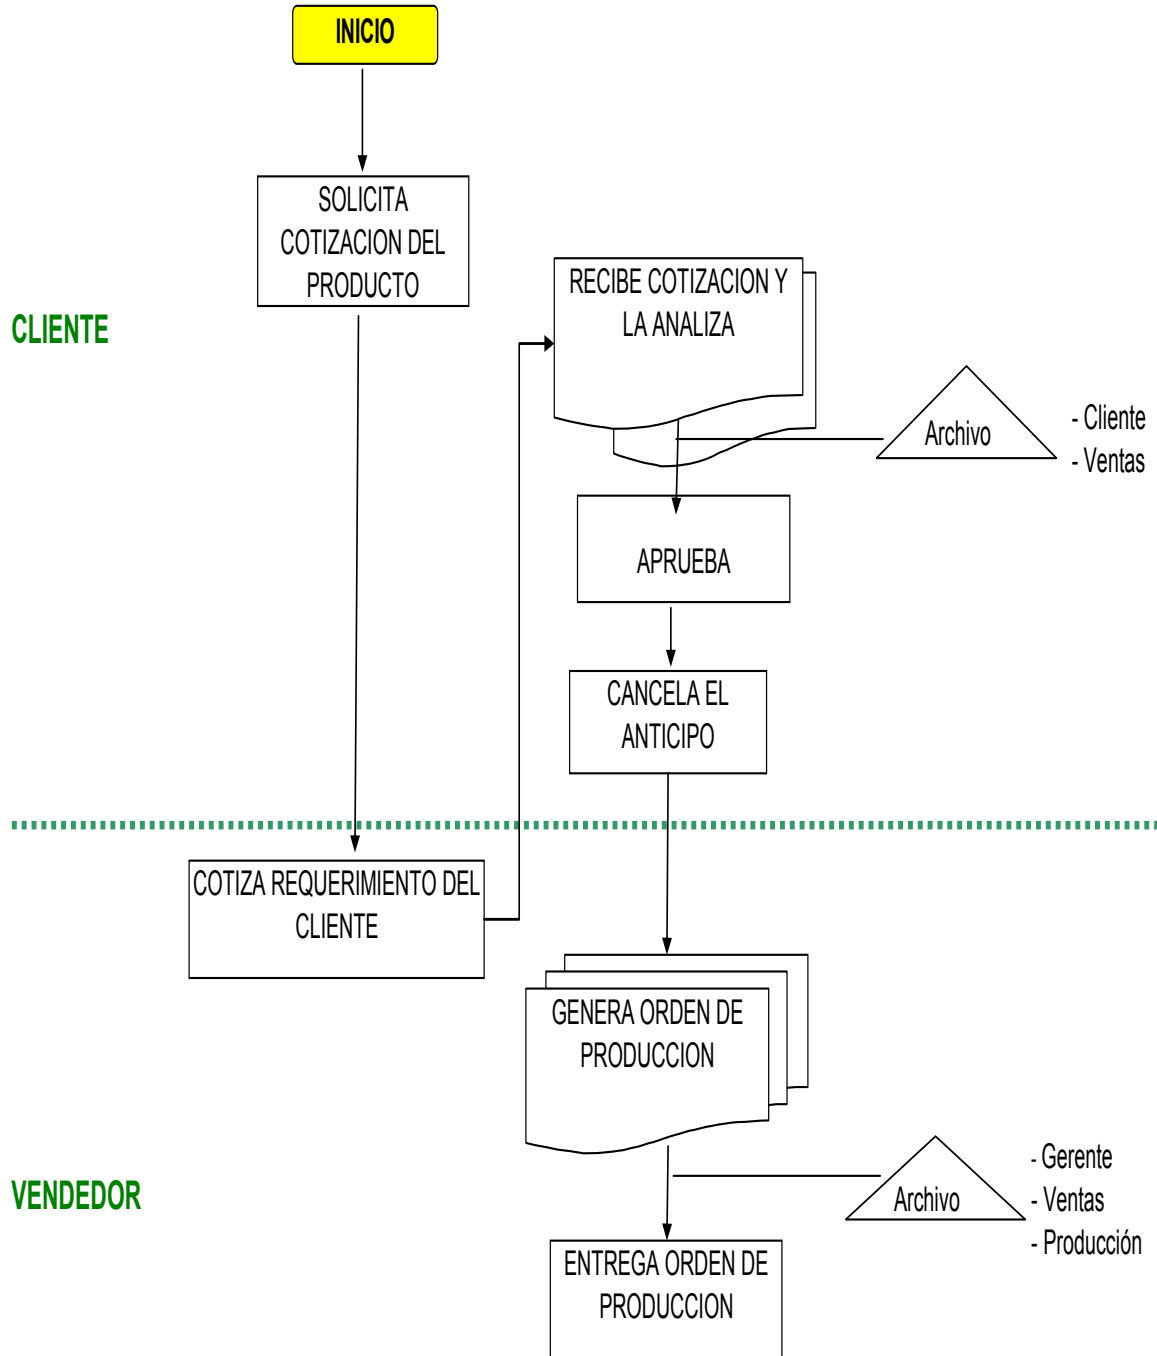 INICIO
SOLICITA
COTIZACION DEL
PRODUCTO
CLIENTE
RECIBE COTIZACION Y
LA ANALIZA
Archivo
- Cliente
- Ventas
APRUEBA
CANCELA EL
ANTICIPO
COTIZA REQUERIMIENTO DEL
CLIENTE
GENERA ORDEN DE
PRODUCCION
VENDEDOR
Archivo
- Gerente
- Ventas
- Producción
ENTREGA ORDEN DE
PRODUCCION